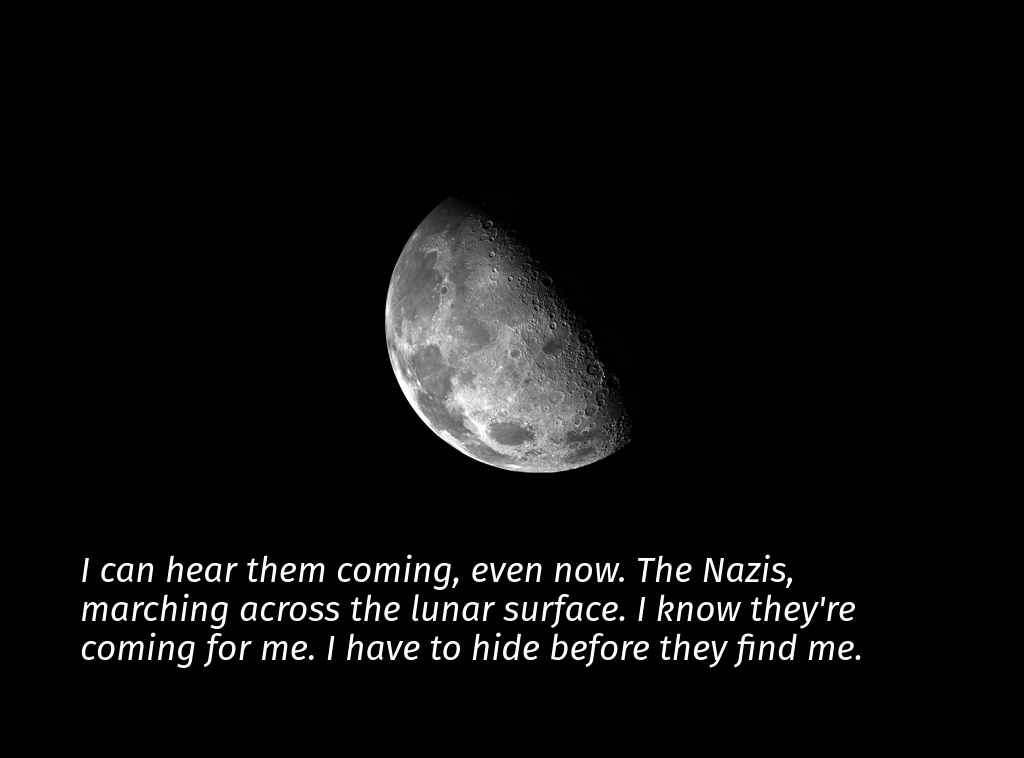 I can hear them coming, even now. The Nazis,
marching across the lunar surface. I know they're
coming for me. I have to hide before they find me.